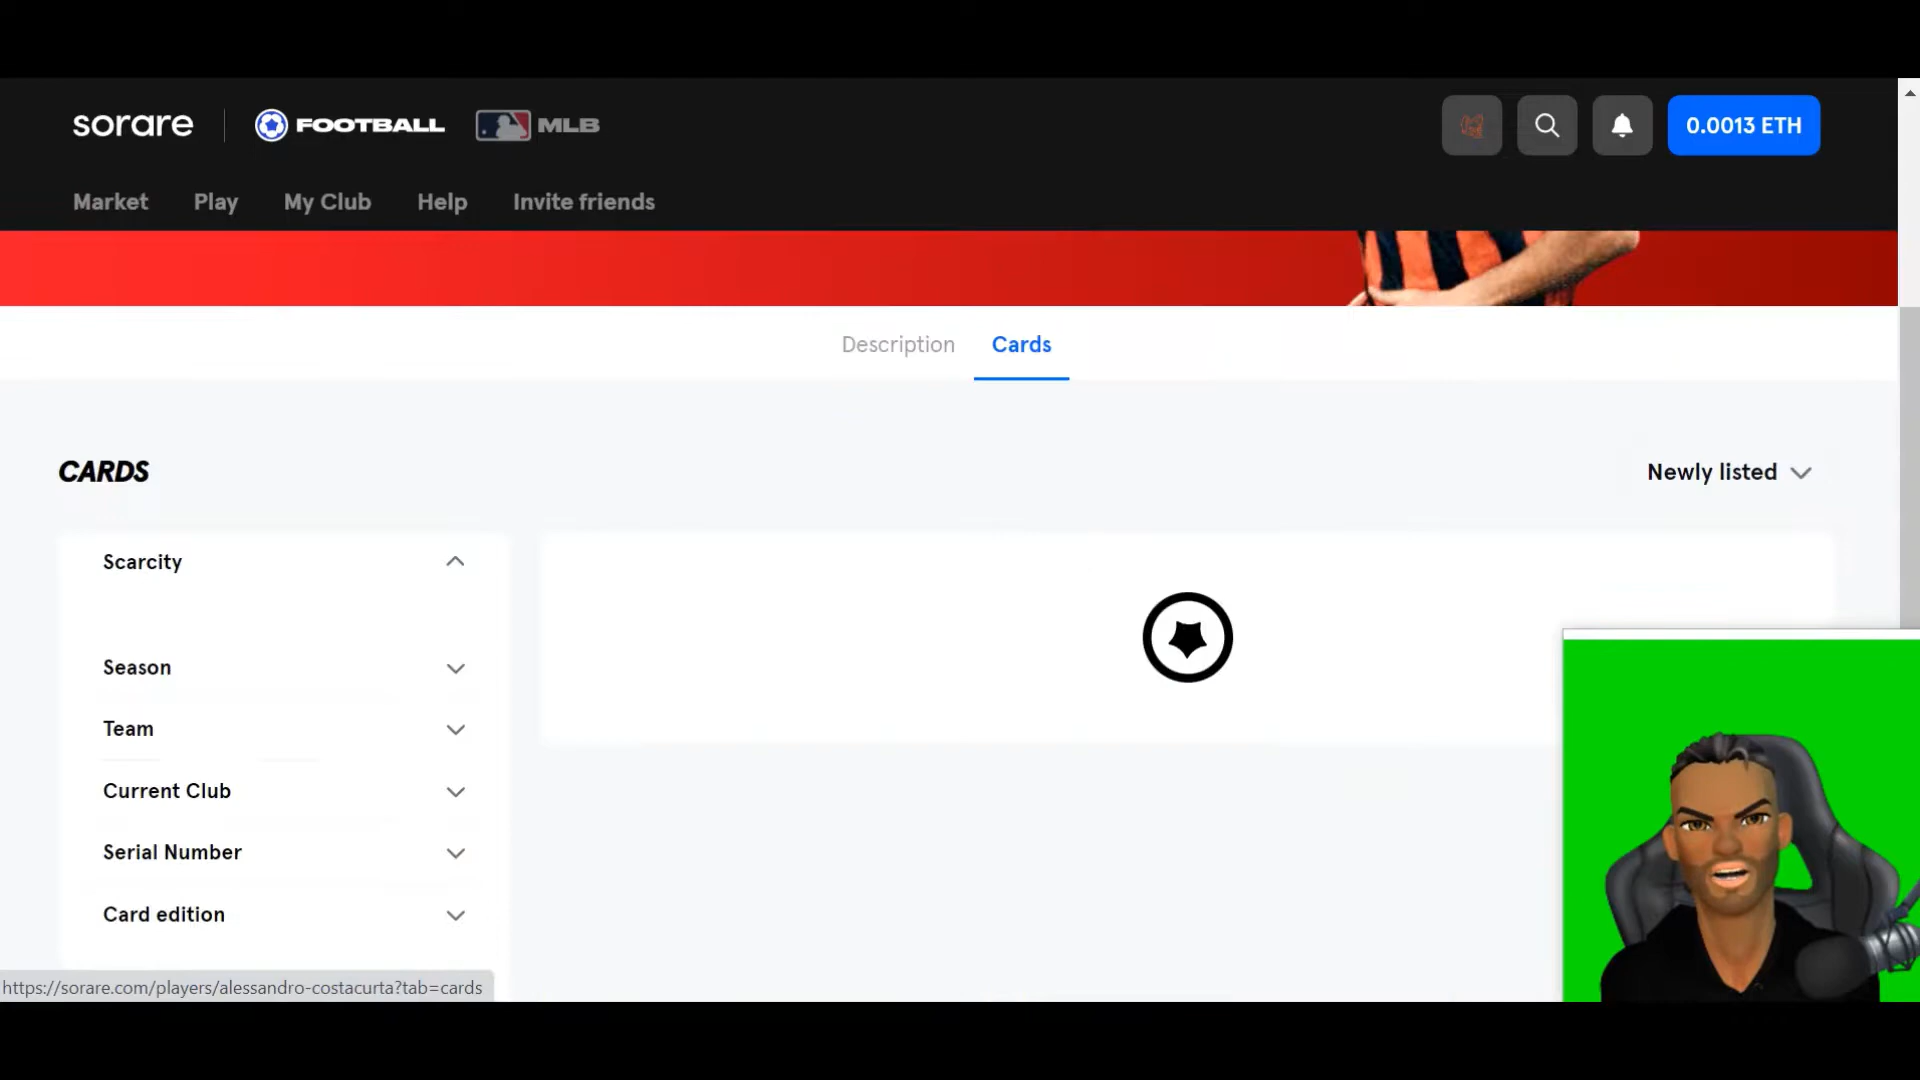 sorare FOOTBALL MLB
0.0013 ETH
Market Play My Club Help Invite friends
Description Cards
CARDS
Newly listed
Scarcity
Season
Team
Current Club
Serial Number
Card edition
https://sorare.com/players/alessandro-costacurta?tab=cards